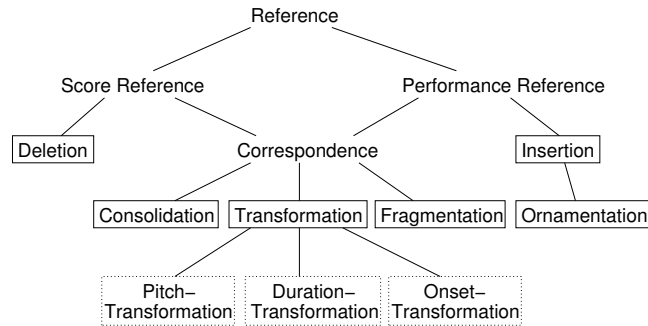 Reference
Score Reference
Performance Reference
Deletion
Correspondence
Insertion
Consolidation
Transformation
Fragmentation
Ornamentation
Pitch−
Transformation
Duration−
Transformation
Onset−
Transformation